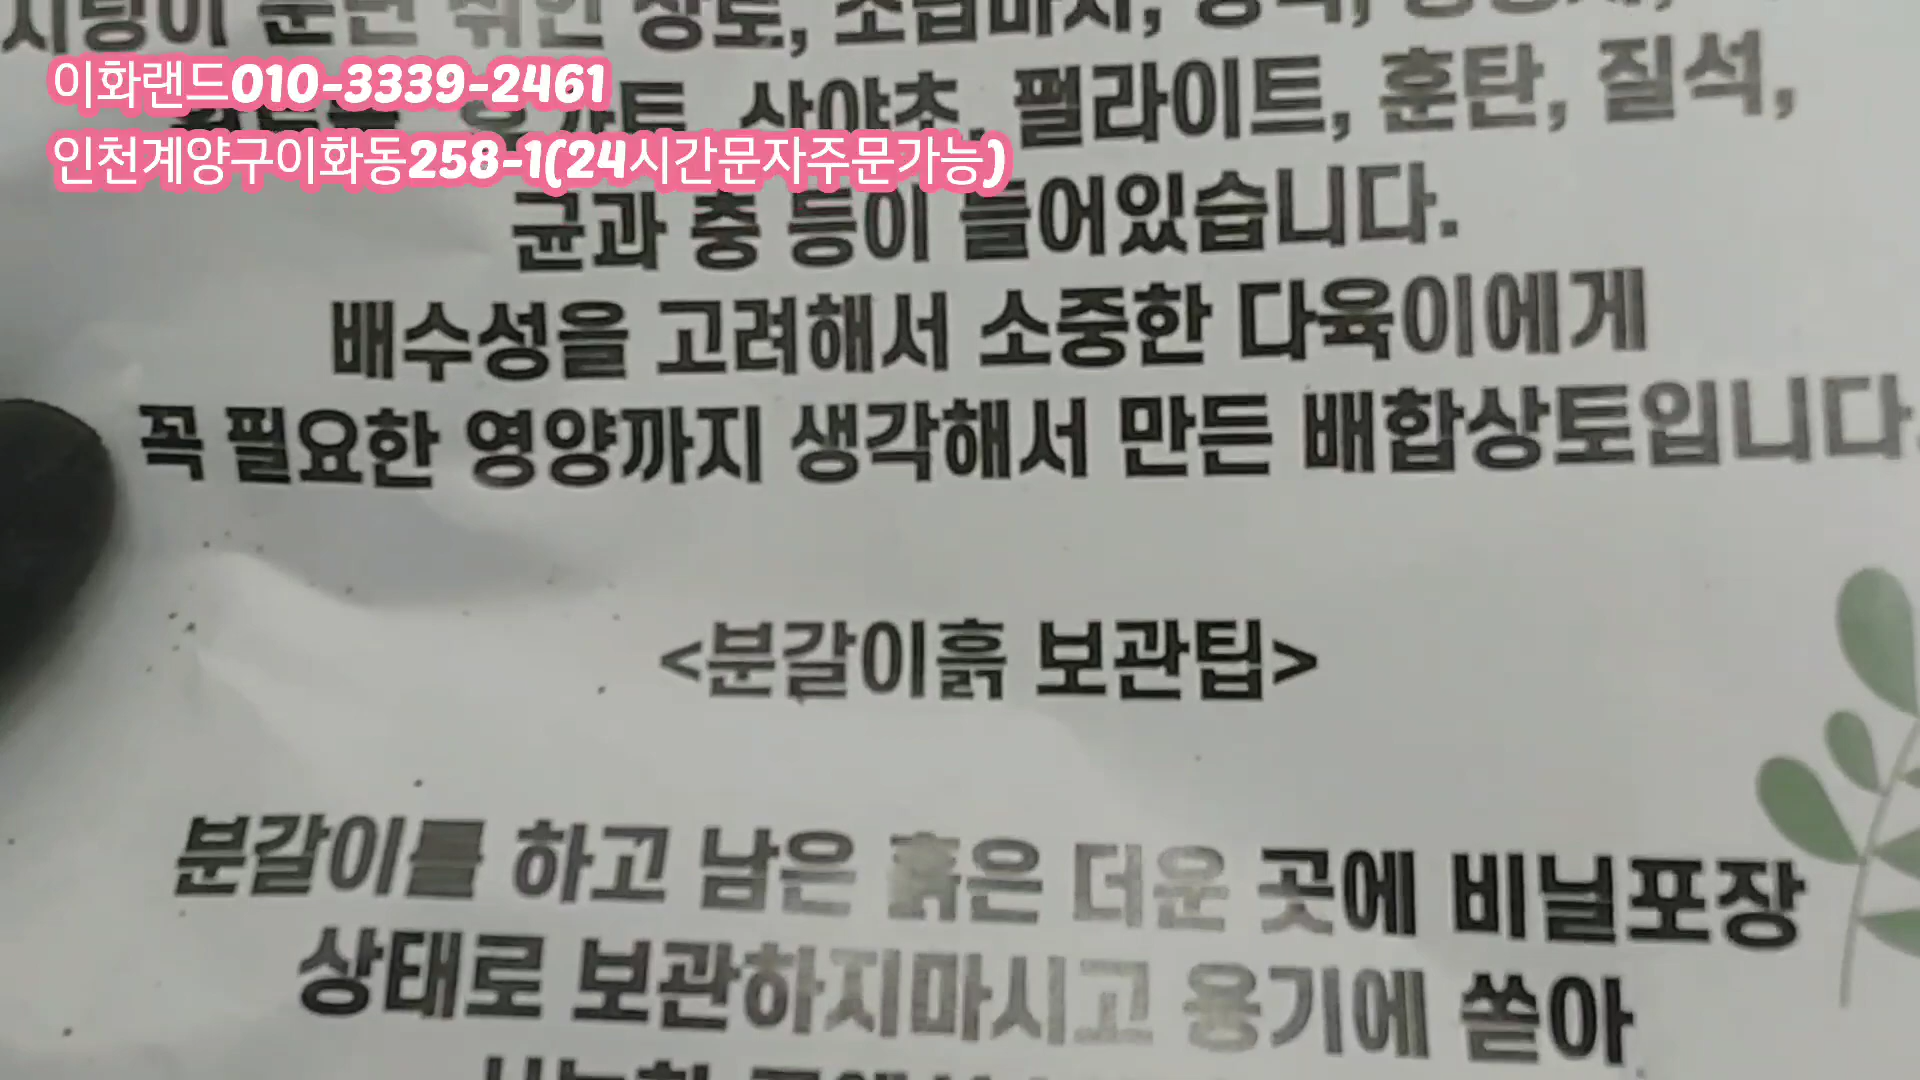 이화랜드010-3339-2461
인천계양구이화동258-1(24시간문자주문가능)
상토,
산야초, 펄라이트, 훈탄, 질석,
균과 충 등이 들어있습니다.
배수성을 고려해서 소중한 다육이에게
꼭 필요한 영양까지 생각해서 만든 배합상토입니다.
<분갈이흙 보관팁>
분갈이를 하고 남은 흙은 더운 곳에 비닐포장
상태로 보관하지마시고 용기에 쏟아